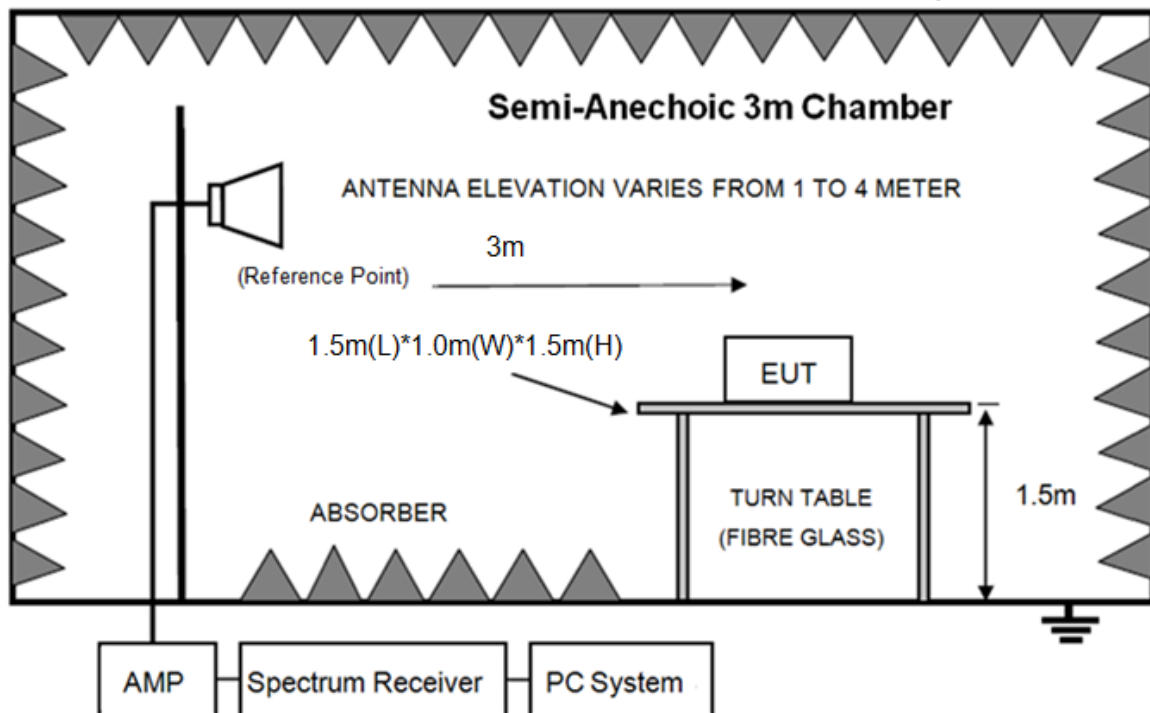 Semi-Anechoic 3m Chamber
ANTENNA ELEVATION VARIES FROM 1 TO 4 METER
3m
(Reference Point)
1.5m(L)*1.0m(W)*1.5m(H)
EUT
ABSORBER
TURN TABLE
(FIBRE GLASS)
1.5m
AMP
Spectrum Receiver
PC System